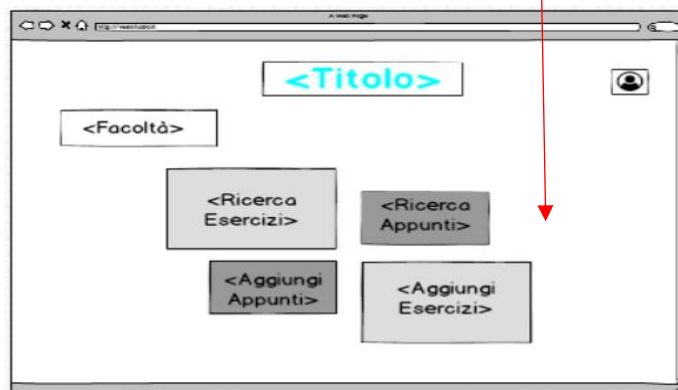 A Web Page
<Titolo>
<Facoltà>
<Ricerca
Esercizi>
<Ricerca
Appunti>
<Aggiungi
Appunti>
<Aggiungi
Esercizi>